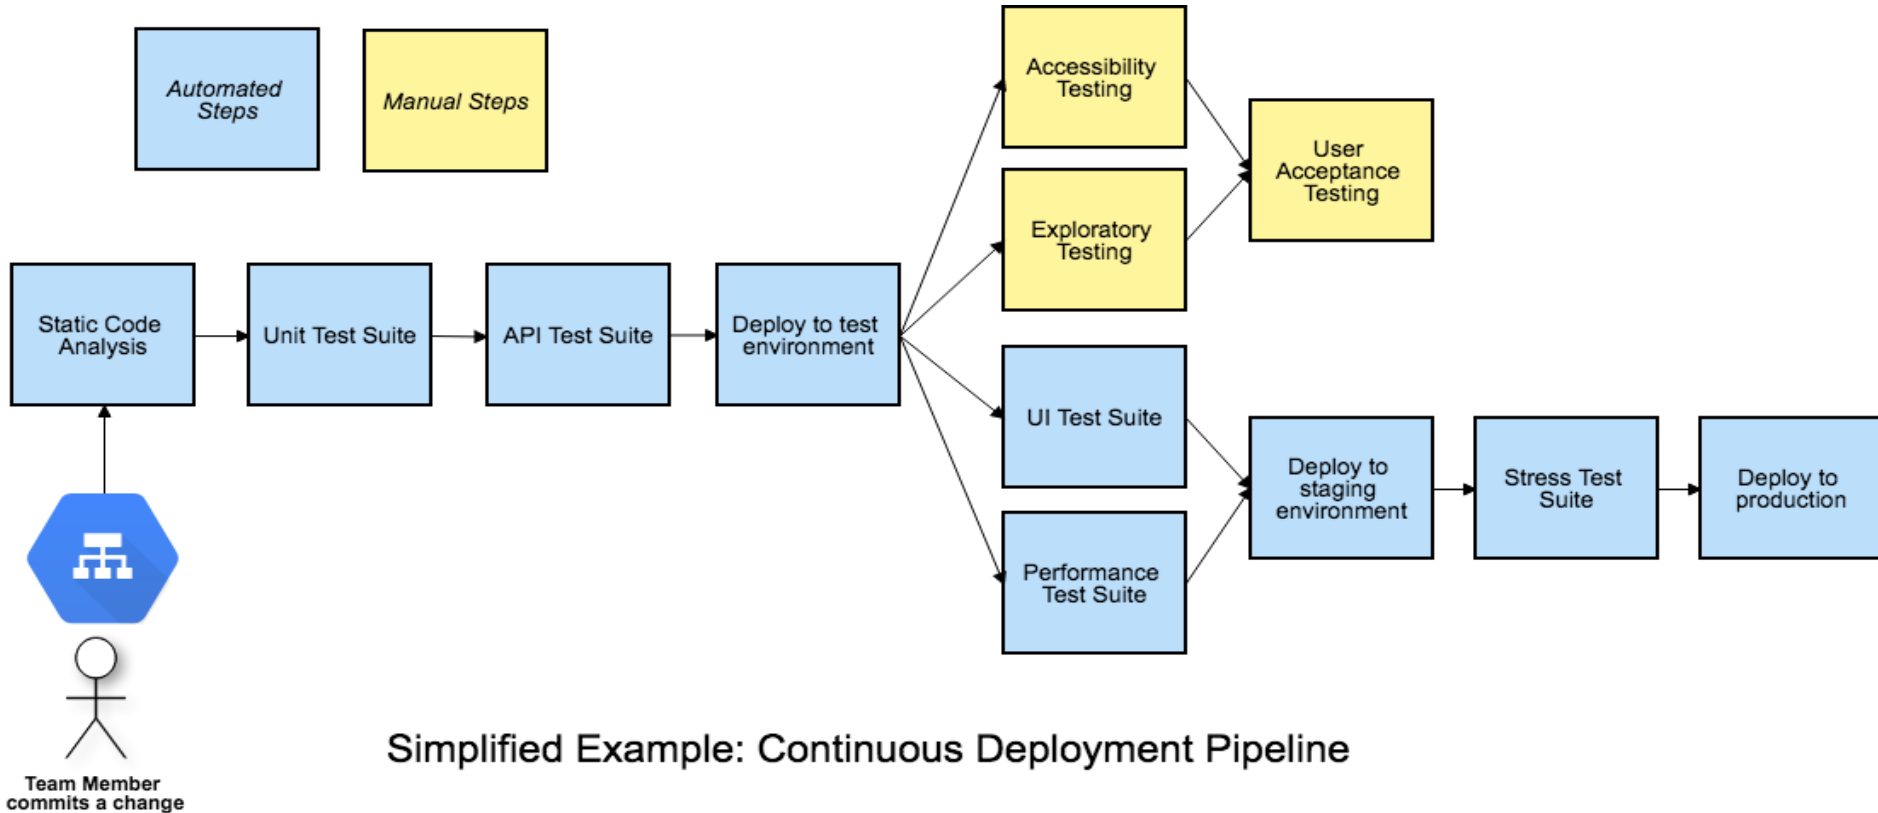 Automated
Steps
Manual Steps
Accessibility
Testing
User
Acceptance
Testing
Exploratory
Testing
Static Code
Analysis
Unit Test Suite
API Test Suite
Deploy to test
environment
UI Test Suite
Deploy to
staging
environment
Stress Test
Suite
Deploy to
production
Performance
Test Suite
Simplified Example: Continuous Deployment Pipeline
Team Member
commits a change